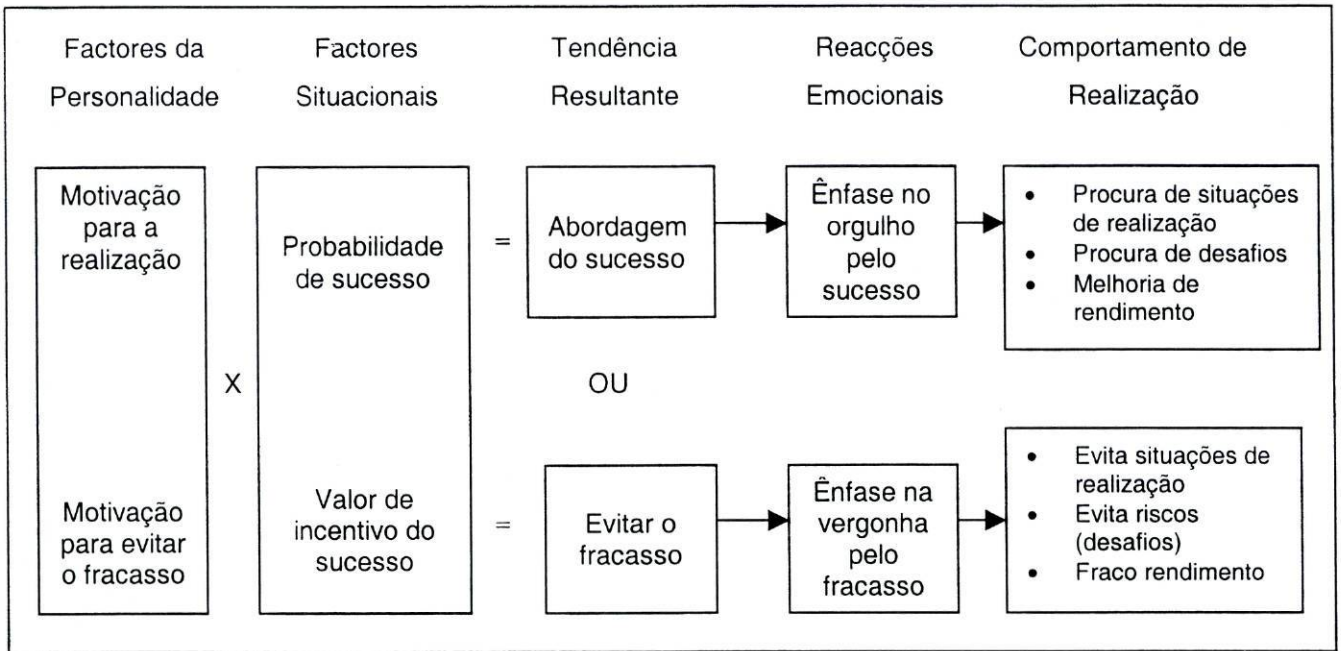 Factores da
Personalidade
Factores
Situacionais
Tendência
Resultante
Reacções
Emocionais
Comportamento de
Realização
Motivação
para a
realização
Motivação
para evitar
o fracasso
X
Probabilidade
de sucesso
Valor de
incentivo do
sucesso
=
Abordagem
do sucesso
Ênfase no
orgulho
pelo
sucesso
• Procura de situações
de realização
• Procura de desafios
• Melhoria de
rendimento
OU
=
Evitar o
fracasso
Ênfase na
vergonha
pelo
fracasso
• Evita situações de
realização
• Evita riscos
(desafios)
• Fraco rendimento